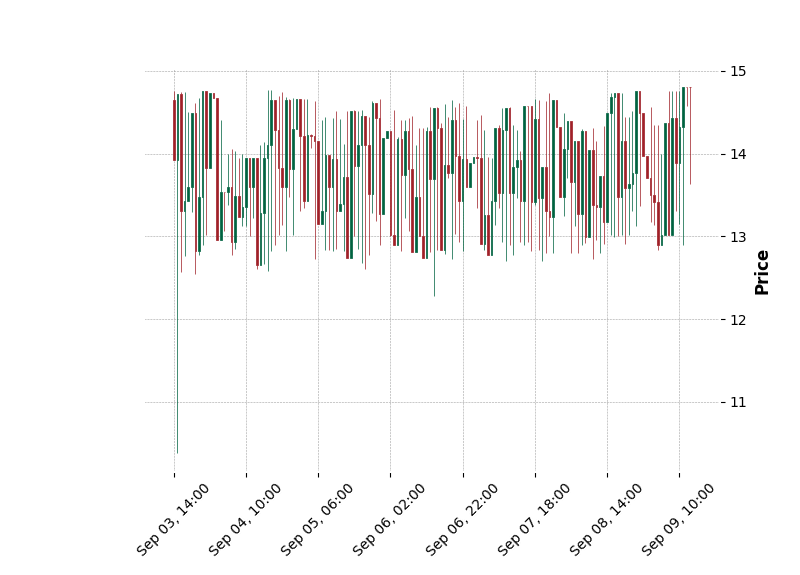 15
14
13
12
11
Price
Sep 03, 14:00
Sep 04, 10:00
Sep 05, 06:00
Sep 06, 02:00
Sep 06, 22:00
Sep 07, 18:00
Sep 08, 14:00
Sep 09, 10:00